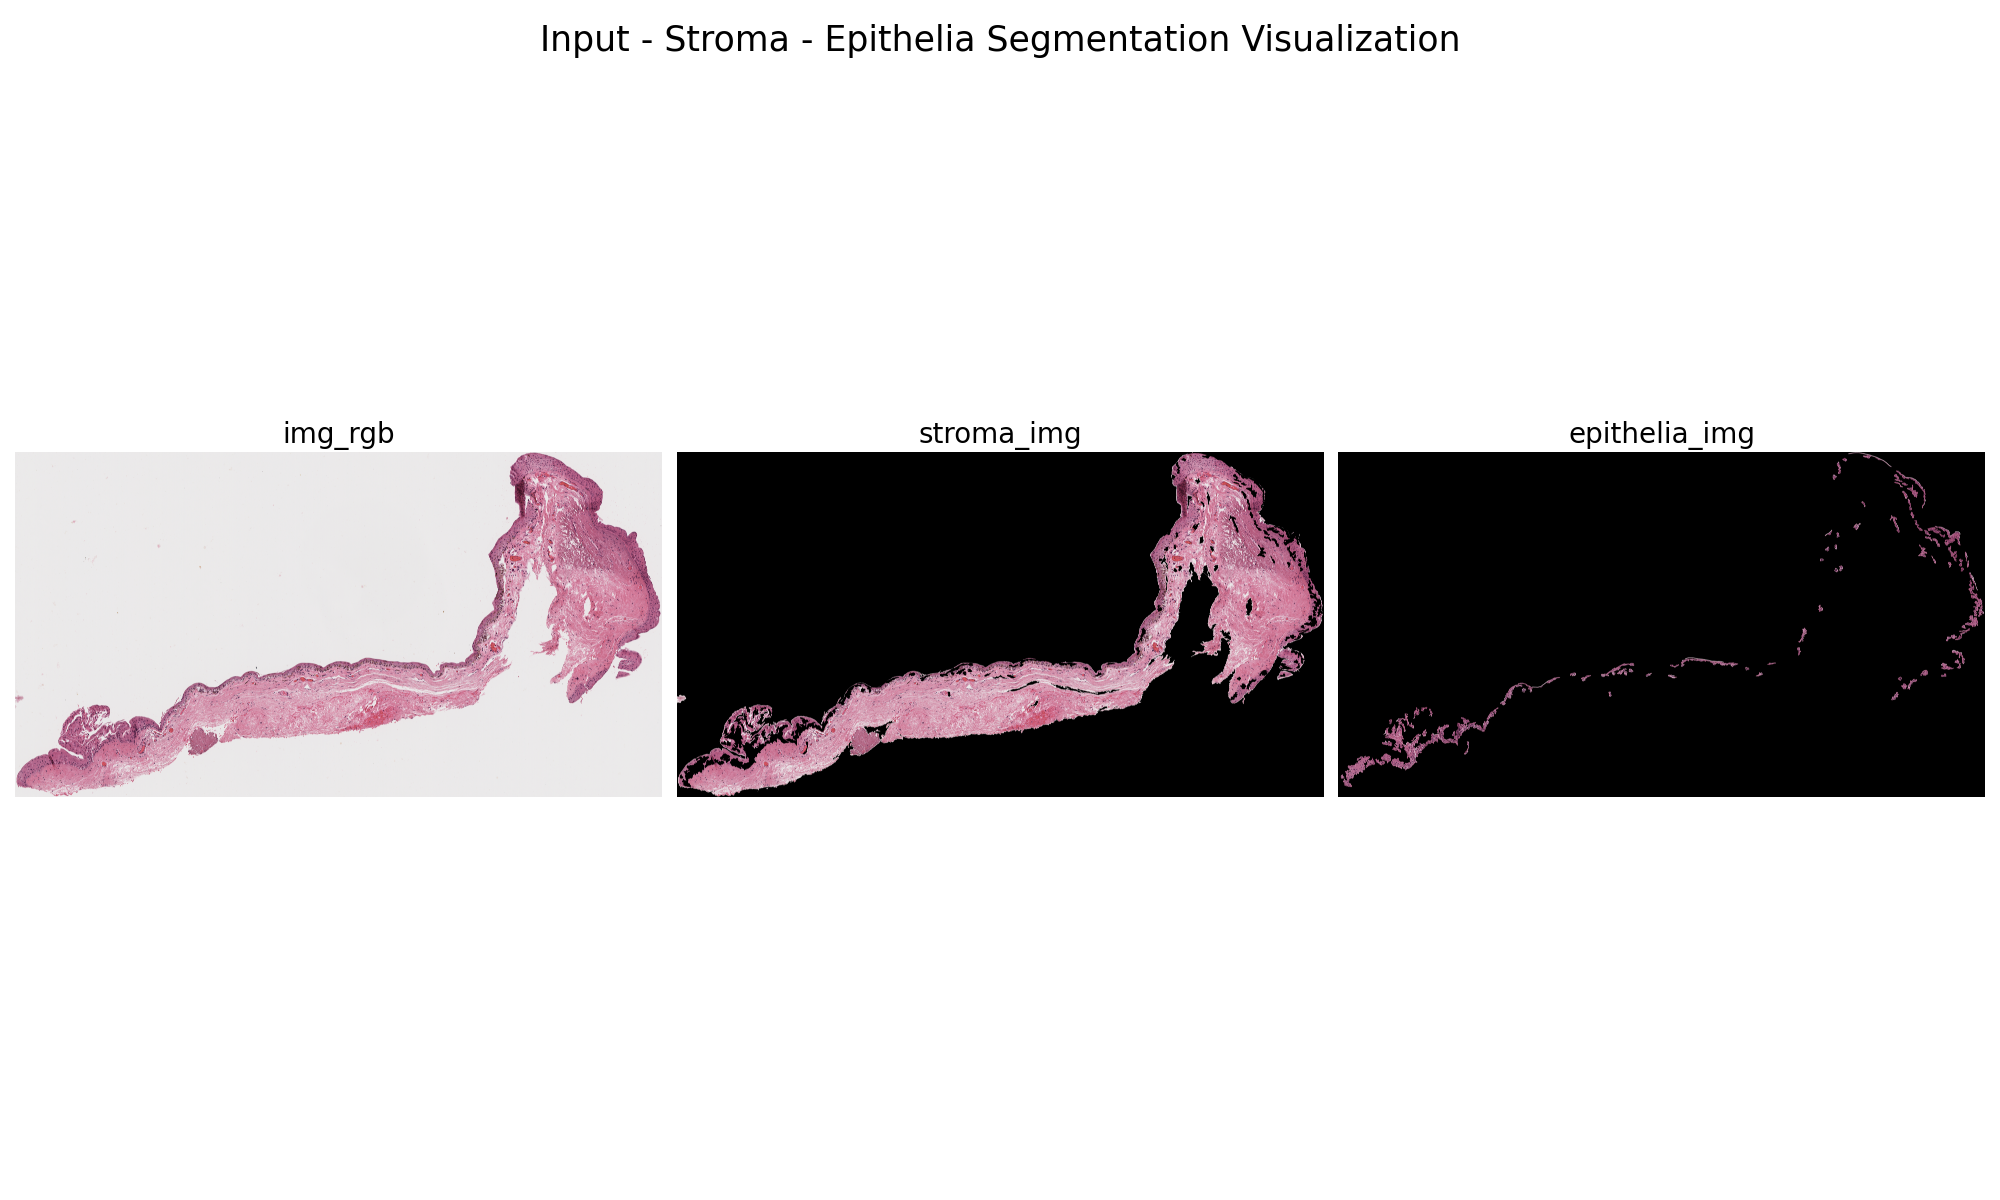 Input - Stroma - Epithelia Segmentation Visualization
img_rgb
stroma_img
epithelia_img